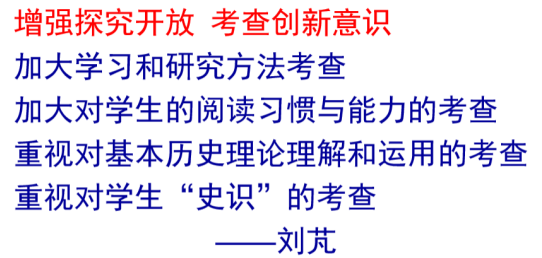 增强探究开放 考查创新意识
加大学习和研究方法考查
加大对学生的阅读习惯与能力的考查
重视对基本历史理论理解和运用的考查
重视对学生“史识”的考查
——刘芃